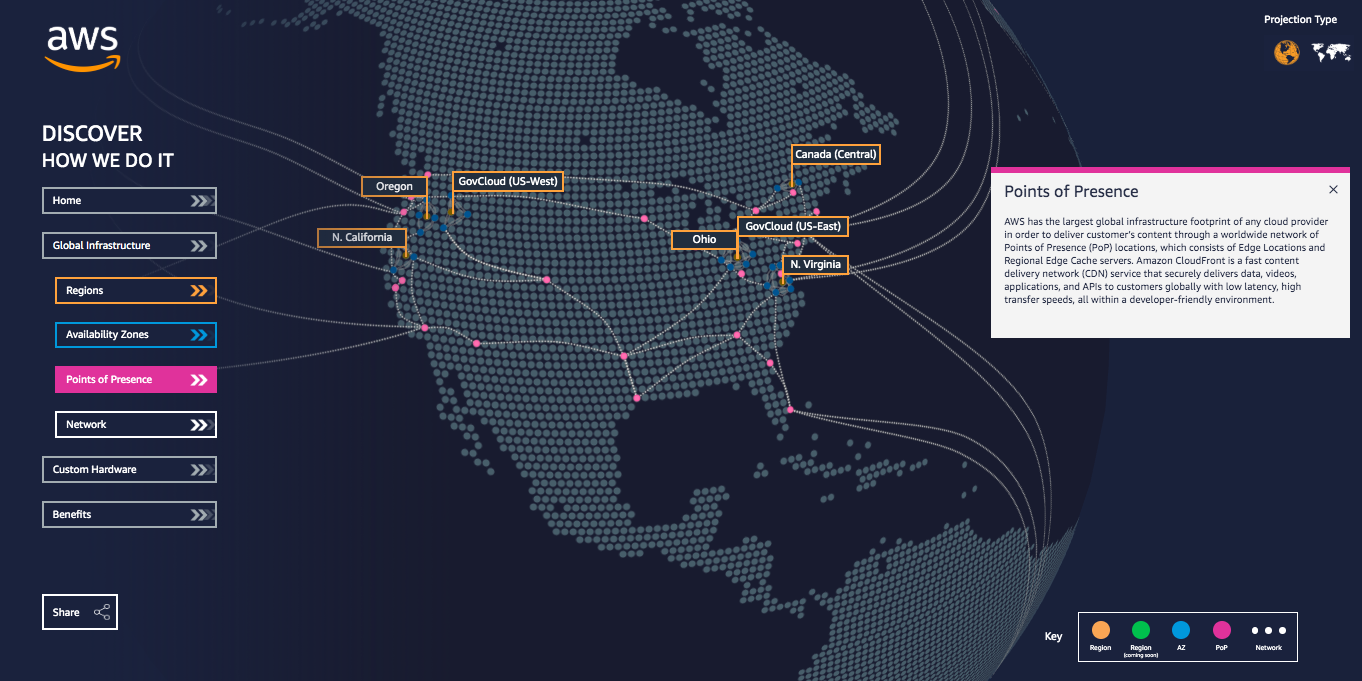 aws
Projection Type
DISCOVER
HOW WE DO IT
Home
Global Infrastructure
Regions
Availability Zones
Points of Presence
Network
Custom Hardware
Benefits
Share
Canada (Central)
Oregon
GovCloud (US-West)
N. California
GovCloud (US-East)
Ohio
N. Virginia
Points of Presence
AWS has the largest global infrastructure footprint of any cloud provider
in order to deliver customer's content through a worldwide network of
Points of Presence (PoP) locations, which consists of Edge Locations and
Regional Edge Cache servers. Amazon CloudFront is a fast content
delivery network (CDN) service that securely delivers data, videos,
applications, and APIs to customers globally with low latency, high
transfer speeds, all within a developer-friendly environment.
Key
Region
Region
(coming soon)
AZ
PoP
Network